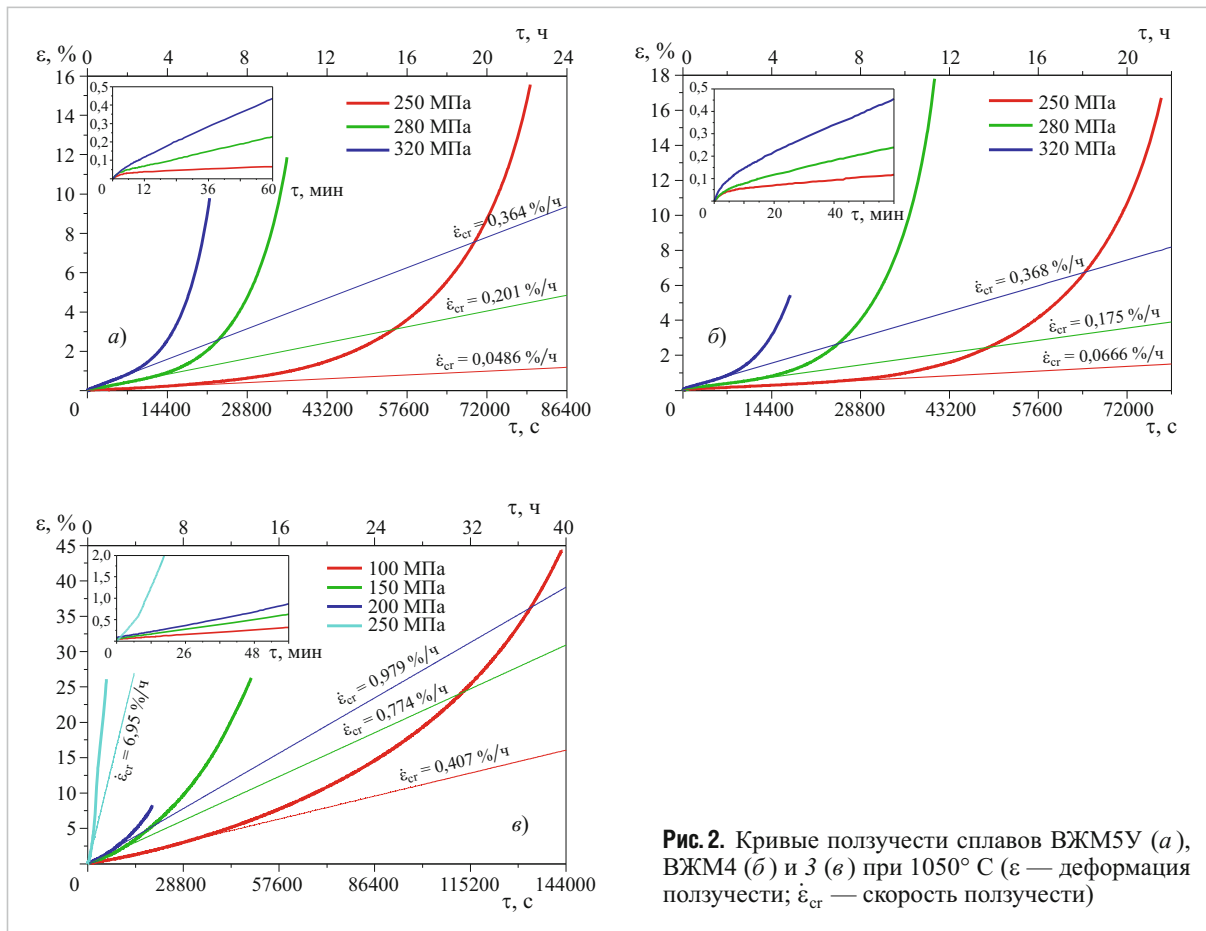 τ, ч
ε, % 0 4 8 12 16 20 24
16
14
12
10
8
6
4
2
0,5
0,4
0,3
0,2
0,1
0 12 36 60
τ, мин
250 МПа
280 МПа
320 МПа
ε̇cr = 0,364 %/ч
ε̇cr = 0,201 %/ч
ε̇cr = 0,0486 %/ч
а)
0 14400 28800 43200 57600 72000 86400
τ, с
τ, ч
ε, % 0 4 8 12 16 20
18
16
14
12
10
8
6
4
2
0,5
0,4
0,3
0,2
0,1
0 20 40
τ, мин
250 МПа
280 МПа
320 МПа
ε̇cr = 0,368 %/ч
ε̇cr = 0,175 %/ч
ε̇cr = 0,0666 %/ч
б)
0 14400 28800 43200 57600 72000
τ, с
τ, ч
ε, % 0 8 16 24 32 40
45
40
35
30
25
20
15
10
5
2,0
1,5
1,0
0,5
0 26 48 τ, мин
100 МПа
150 МПа
200 МПа
250 МПа
ε̇cr = 6,95 %/ч
ε̇cr = 0,979 %/ч
ε̇cr = 0,774 %/ч
ε̇cr = 0,407 %/ч
в)
0 28800 57600 86400 115200 144000
τ, с
Рис. 2. Кривые ползучести сплавов ВЖМ5У (а),
ВЖМ4 (б) и 3 (в) при 1050° С (ε — деформация
ползучести; ε̇cr — скорость ползучести)